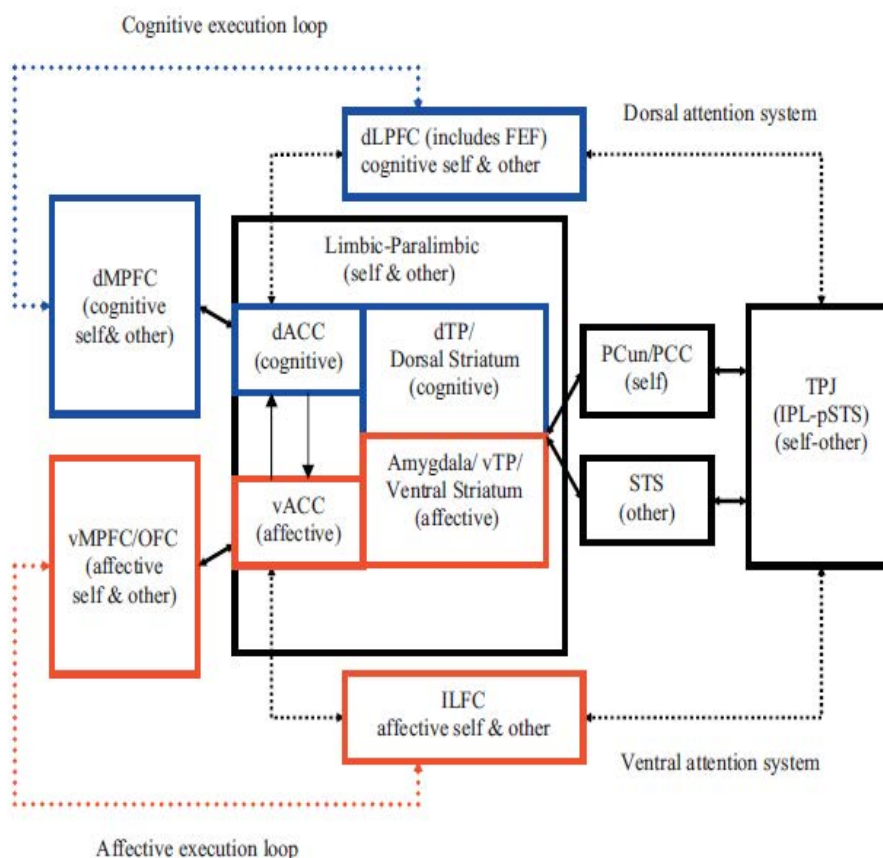 Cognitive execution loop
Dorsal attention system
dLPFC (includes FEF)
cognitive self & other
Limbic-Paralimbic
(self & other)
dMPFC
(cognitive
self& other)
dACC
(cognitive)
dTP/
Dorsal Striatum
(cognitive)
PCun/PCC
(self)
TPJ
(IPL-pSTS)
(self-other)
Amygdala/ vTP/
Ventral Striatum
(affective)
vACC
(affective)
STS
(other)
vMPFC/OFC
(affective
self & other)
ILFC
affective self & other
Ventral attention system
Affective execution loop